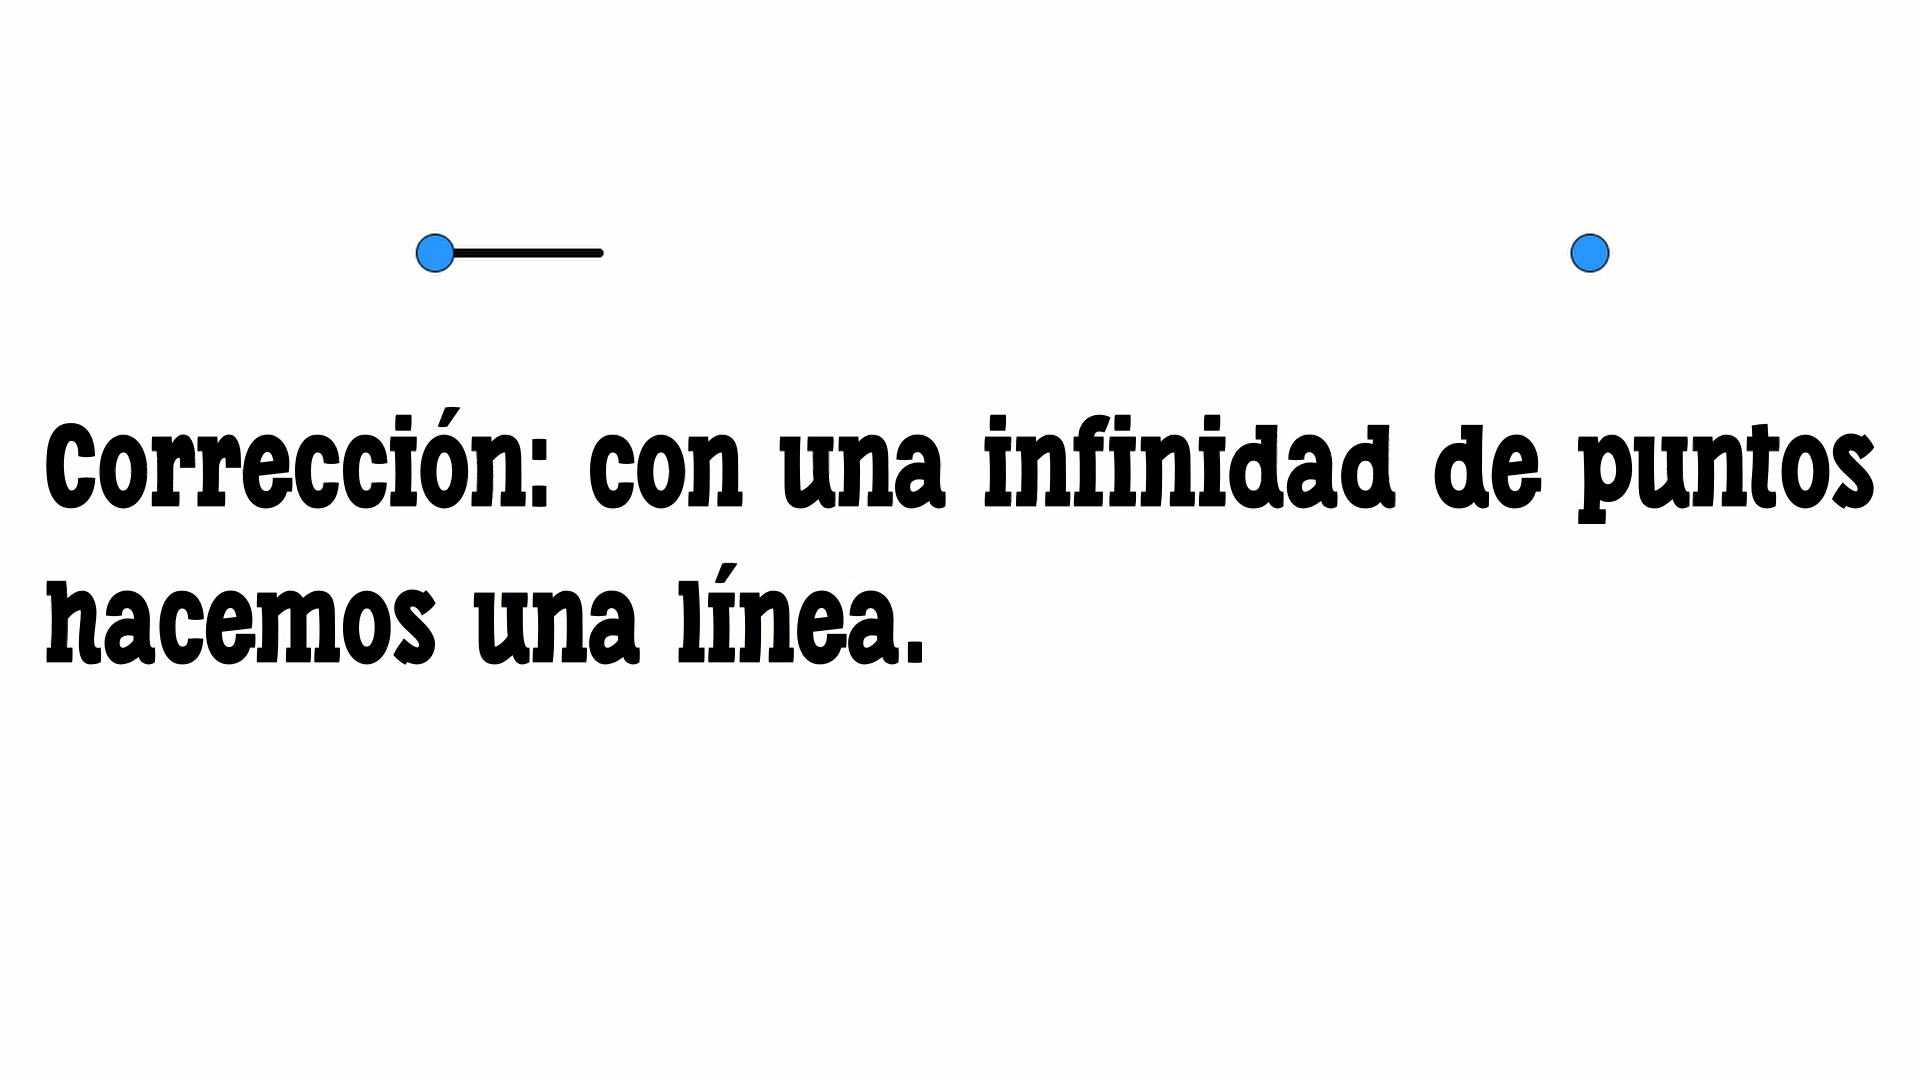 Corrección: con una infinidad de puntos
hacemos una línea.